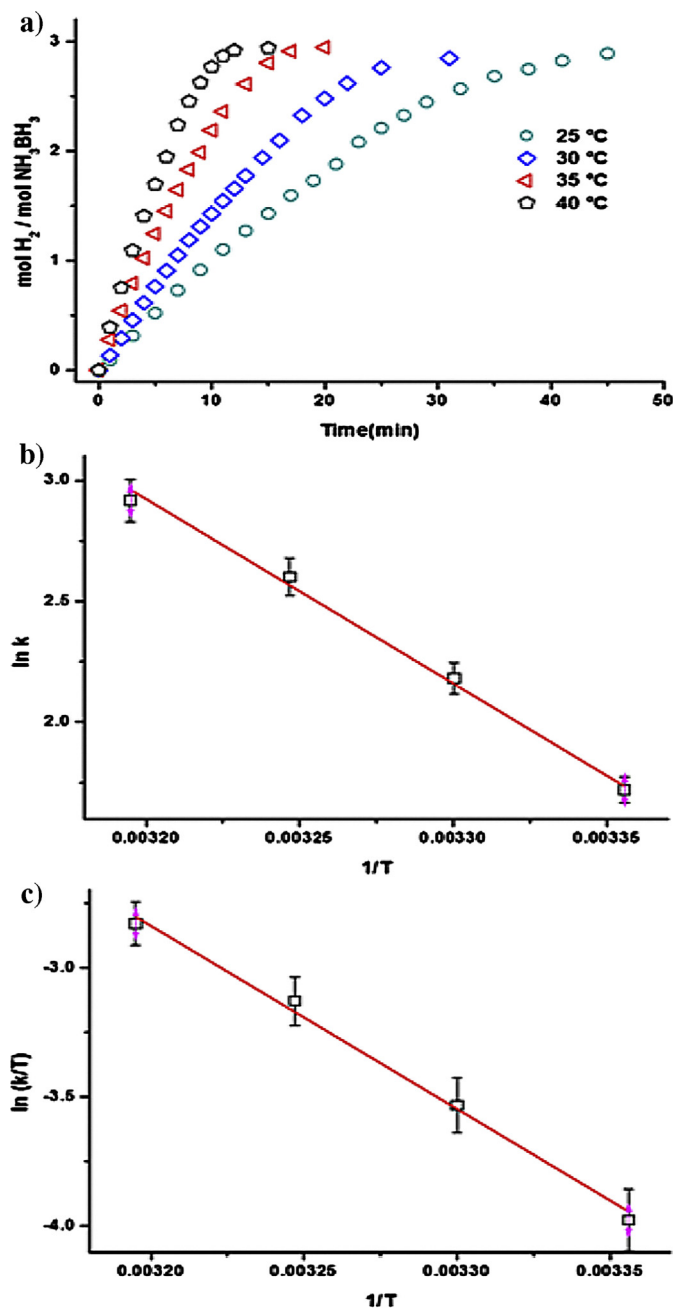 a)
mol H₂ / mol NH₃BH₃
3
2
1
0
25 °C
30 °C
35 °C
40 °C
0 10 20 30 40 50
Time(min)
b)
ln k
3.0
2.5
2.0
0.00320 0.00325 0.00330 0.00335
1/T
c)
ln (k/T)
-3.0
-3.5
-4.0
0.00320 0.00325 0.00330 0.00335
1/T